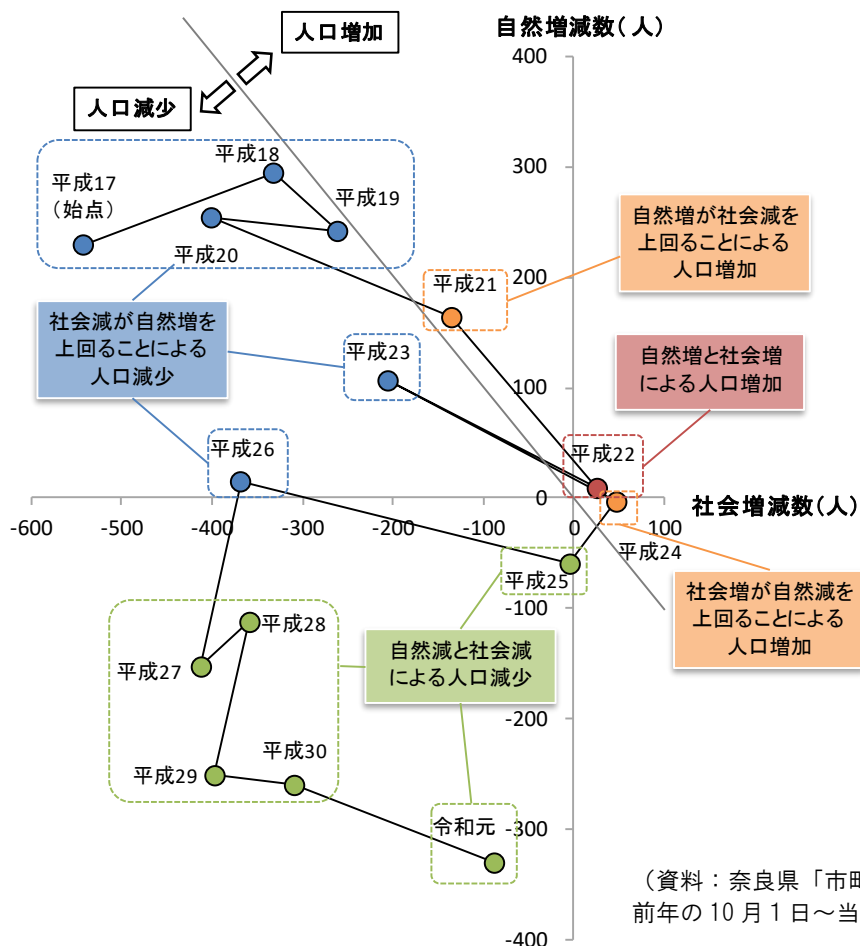 自然増減数(人)
人口増加
人口減少
400
300
200
100
0
-100
-200
-300
-400
平成18
平成17
（始点）
平成19
平成20
平成21
自然増が社会減を
上回ることによる
人口増加
社会減が自然増を
上回ることによる
人口減少
平成23
自然増と社会増
による人口増加
平成26
平成22
-600
-500
-400
-300
-200
-100
0
100
社会増減数(人)
平成24
平成25
社会増が自然減を
上回ることによる
人口増加
平成28
平成27
自然減と社会減
による人口減少
平成30
平成29
令和元
（資料：奈良県「市町
前年の10月1日～当